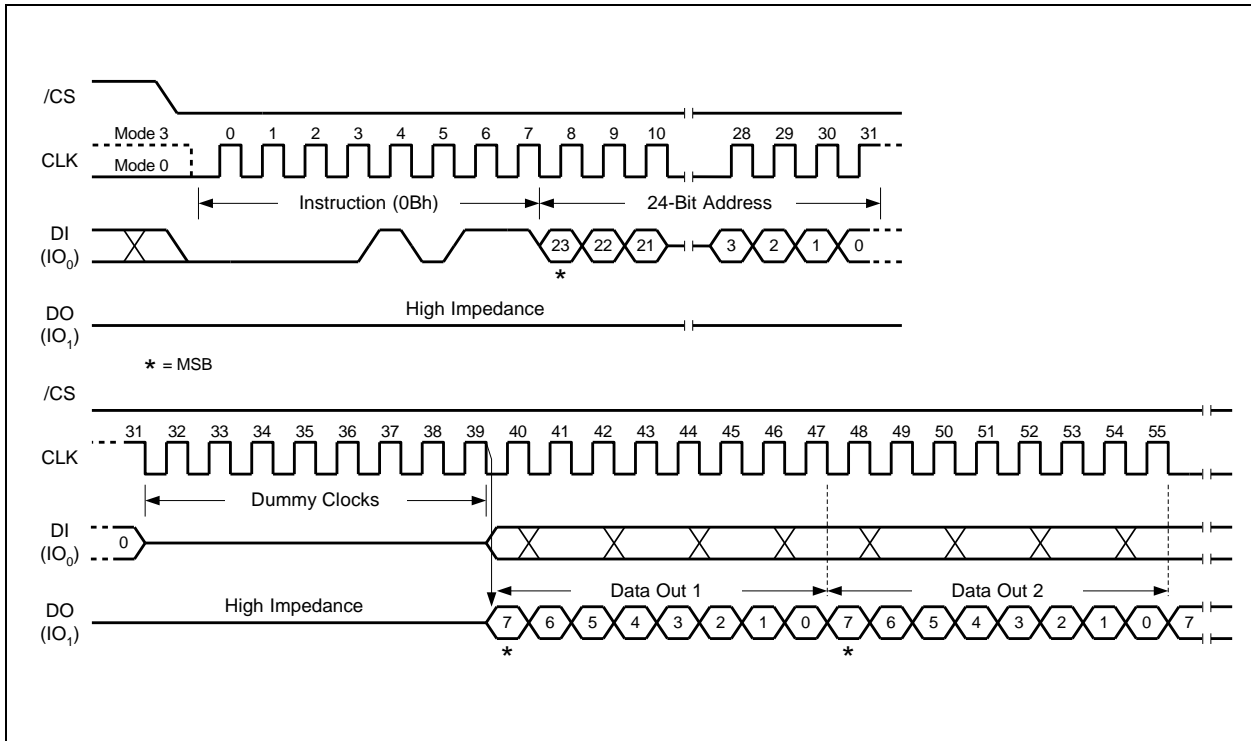 /CS
Mode 3 0 1 2 3 4 5 6 7 8 9 10 28 29 30 31
CLK
Mode 0
Instruction (0Bh) 24-Bit Address
DI
(IO0)
23 22 21 3 2 1 0
*
High Impedance
DO
(IO1)
* = MSB
/CS
31 32 33 34 35 36 37 38 39 40 41 42 43 44 45 46 47 48 49 50 51 52 53 54 55
CLK
Dummy Clocks
DI
(IO0)
0
Data Out 1 Data Out 2
High Impedance
DO
(IO1)
7 6 5 4 3 2 1 0 7 6 5 4 3 2 1 0 7
* *